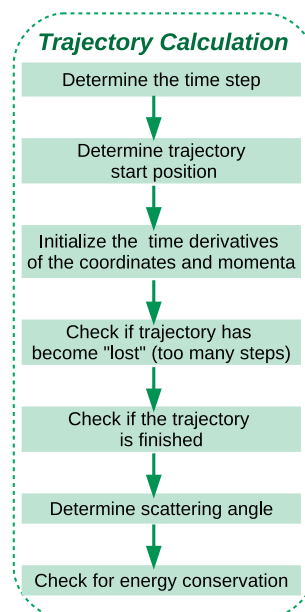 Trajectory Calculation
Determine the time step
Determine trajectory
start position
Initialize the time derivatives
of the coordinates and momenta
Check if trajectory has
become "lost" (too many steps)
Check if the trajectory
is finished
Determine scattering angle
Check for energy conservation